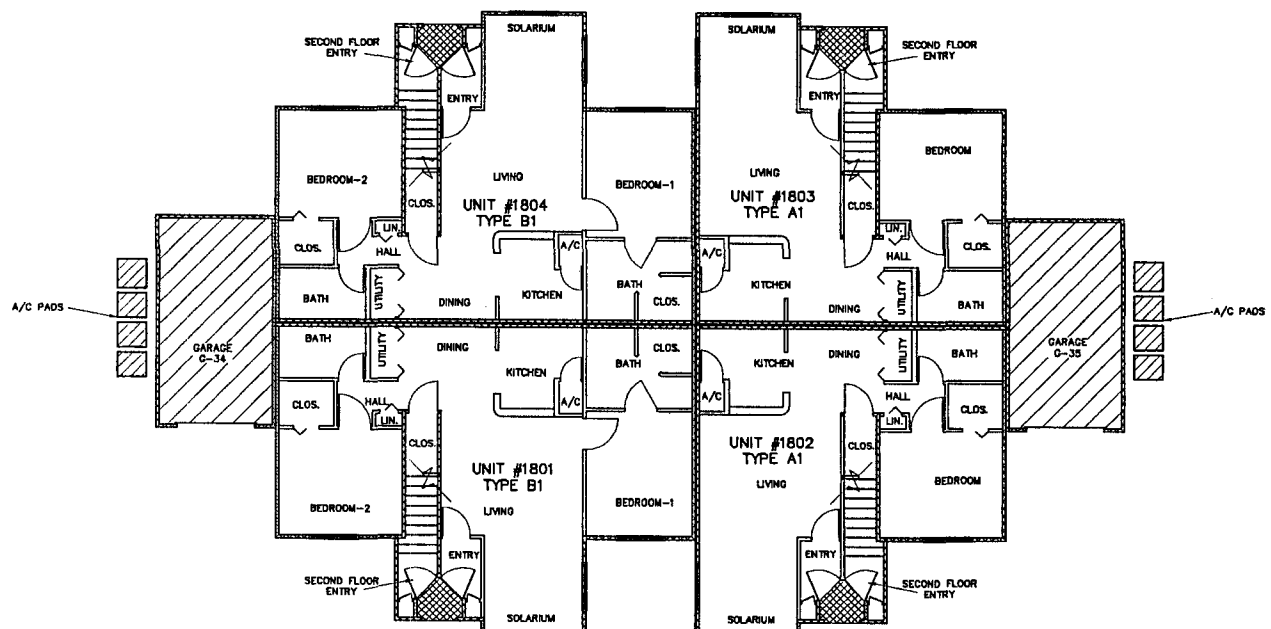 SOLARIUM
SOLARIUM
SECOND FLOOR
ENTRY
SECOND FLOOR
ENTRY
ENTRY
ENTRY
BEDROOM-2
LIVING
BEDROOM-1
LIVING
BEDROOM
UNIT #1804
TYPE B1
UNIT #1803
TYPE A1
CLOS.
CLOS.
LIN.
LIN.
CLOS.
HALL
A/C
A/C
HALL
CLOS.
BATH
UTILITY
DINING
KITCHEN
BATH
CLOS.
KITCHEN
DINING
UTILITY
BATH
A/C PADS
A/C PADS
GARAGE
G-34
GARAGE
G-35
BATH
UTILITY
DINING
KITCHEN
BATH
CLOS.
KITCHEN
DINING
UTILITY
BATH
CLOS.
HALL
LIN.
A/C
A/C
HALL
LIN.
CLOS.
CLOS.
CLOS.
UNIT #1801
TYPE B1
UNIT #1802
TYPE A1
BEDROOM-2
LIVING
BEDROOM-1
LIVING
BEDROOM
ENTRY
ENTRY
SECOND FLOOR
ENTRY
SECOND FLOOR
ENTRY
SOLARIUM
SOLARIUM